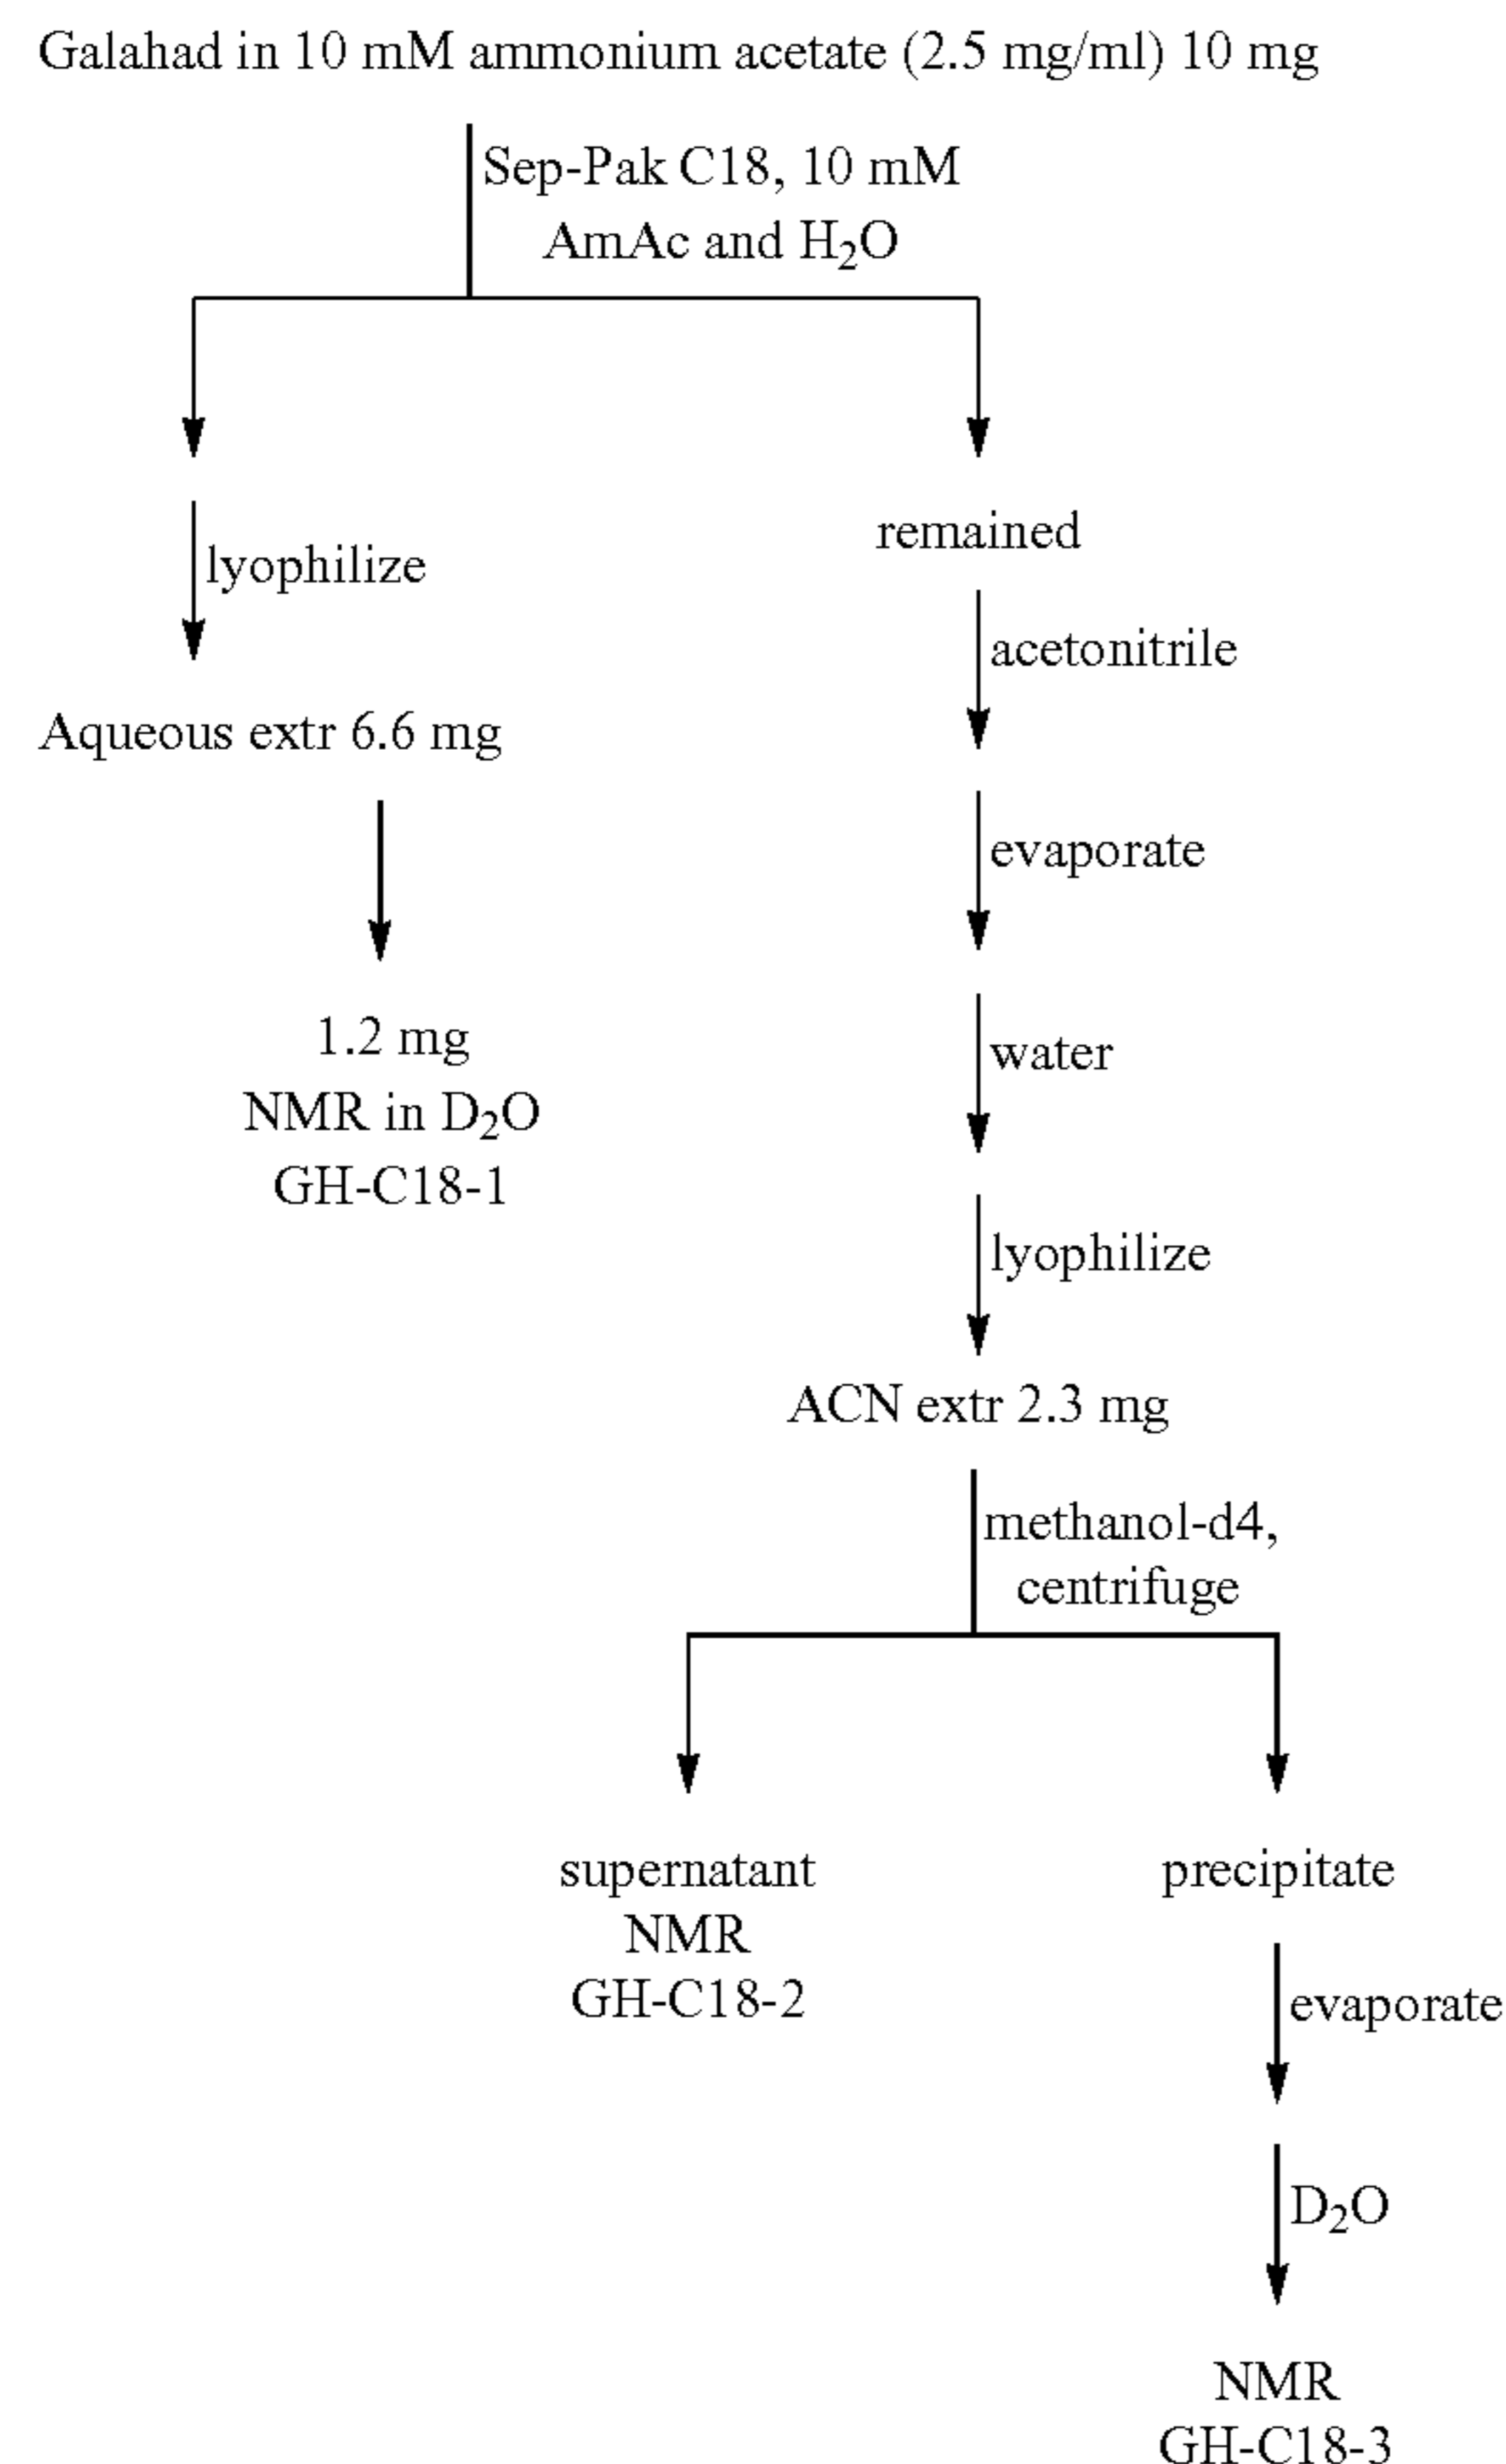 Galahad in 10 mM ammonium acetate (2.5 mg/ml) 10 mg
Sep-Pak C18, 10 mM
AmAc and H₂O
lyophilize
Aqueous extr 6.6 mg
1.2 mg
NMR in D₂O
GH-C18-1
remained
acetonitrile
evaporate
water
lyophilize
ACN extr 2.3 mg
methanol-d4,
centrifuge
supernatant
NMR
GH-C18-2
precipitate
evaporate
D₂O
NMR
GH-C18-3